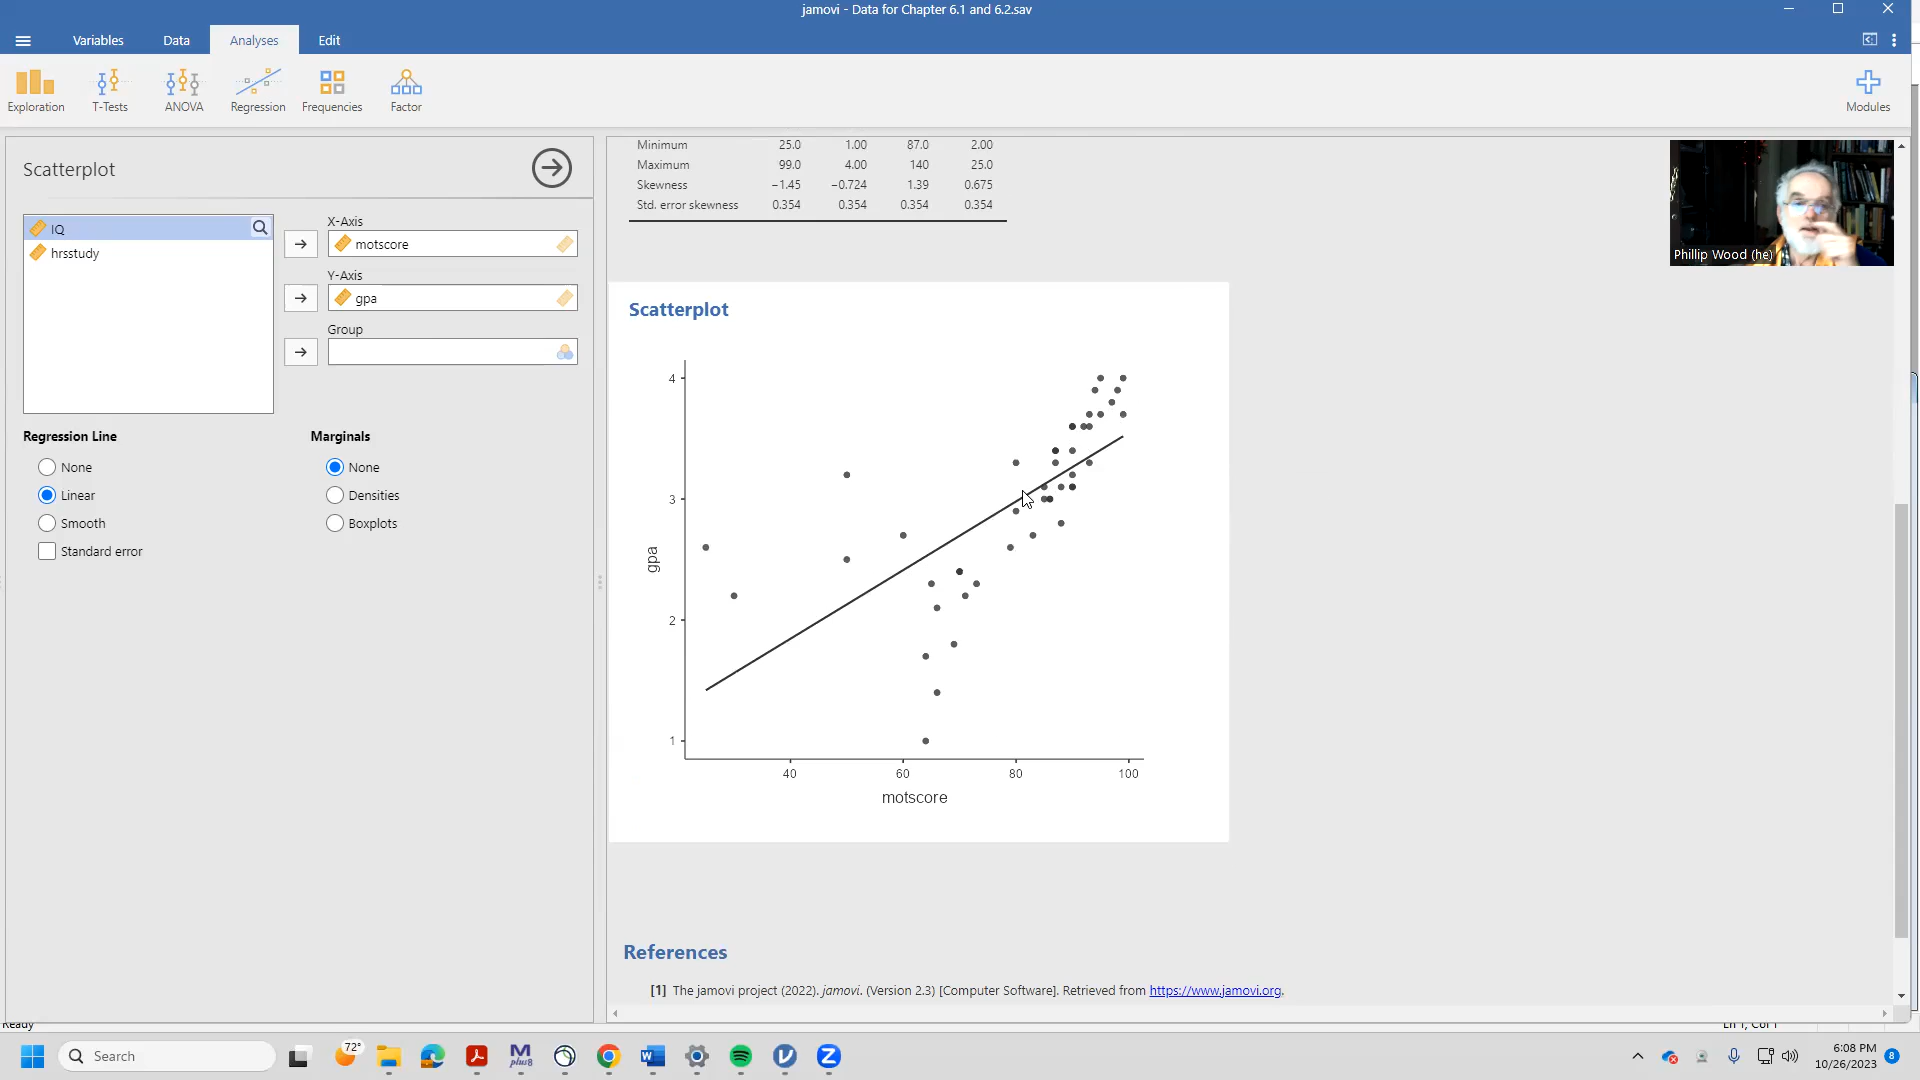 jamovi - Data for Chapter 6.1 and 6.2.sav
Variables Data Analyses Edit
Exploration T-Tests ANOVA Regression Frequencies Factor Modules
Scatterplot
IQ
hrsstudy
X-Axis
motscore
Y-Axis
gpa
Group
Regression Line
None
Linear
Smooth
Standard error
Marginals
None
Densities
Boxplots
Minimum 25.0 1.00 87.0 2.00
Maximum 99.0 4.00 140 25.0
Skewness −1.45 −0.724 1.39 0.675
Std. error skewness 0.354 0.354 0.354 0.354
Phillip Wood (he)
Scatterplot
4
3
2
1
gpa
40 60 80 100
motscore
References
[1] The jamovi project (2022). jamovi. (Version 2.3) [Computer Software]. Retrieved from https://www.jamovi.org.
Ready
Ln 1, Col 1
Search
72°
M
plus8
6:08 PM
10/26/2023
8